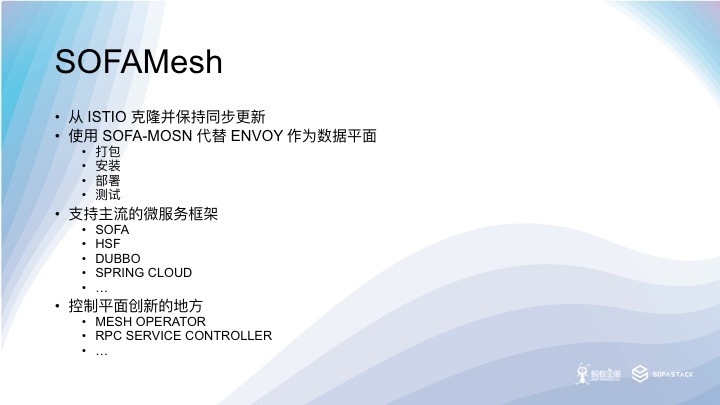 SOFAMesh
• 从 ISTIO 克隆并保持同步更新
• 使用 SOFA-MOSN 代替 ENVOY 作为数据平面
• 打包
• 安装
• 部署
• 测试
• 支持主流的微服务框架
• SOFA
• HSF
• DUBBO
• SPRING CLOUD
• …
• 控制平面创新的地方
• MESH OPERATOR
• RPC SERVICE CONTROLLER
• …
蚂蚁金服
SOFASTACK